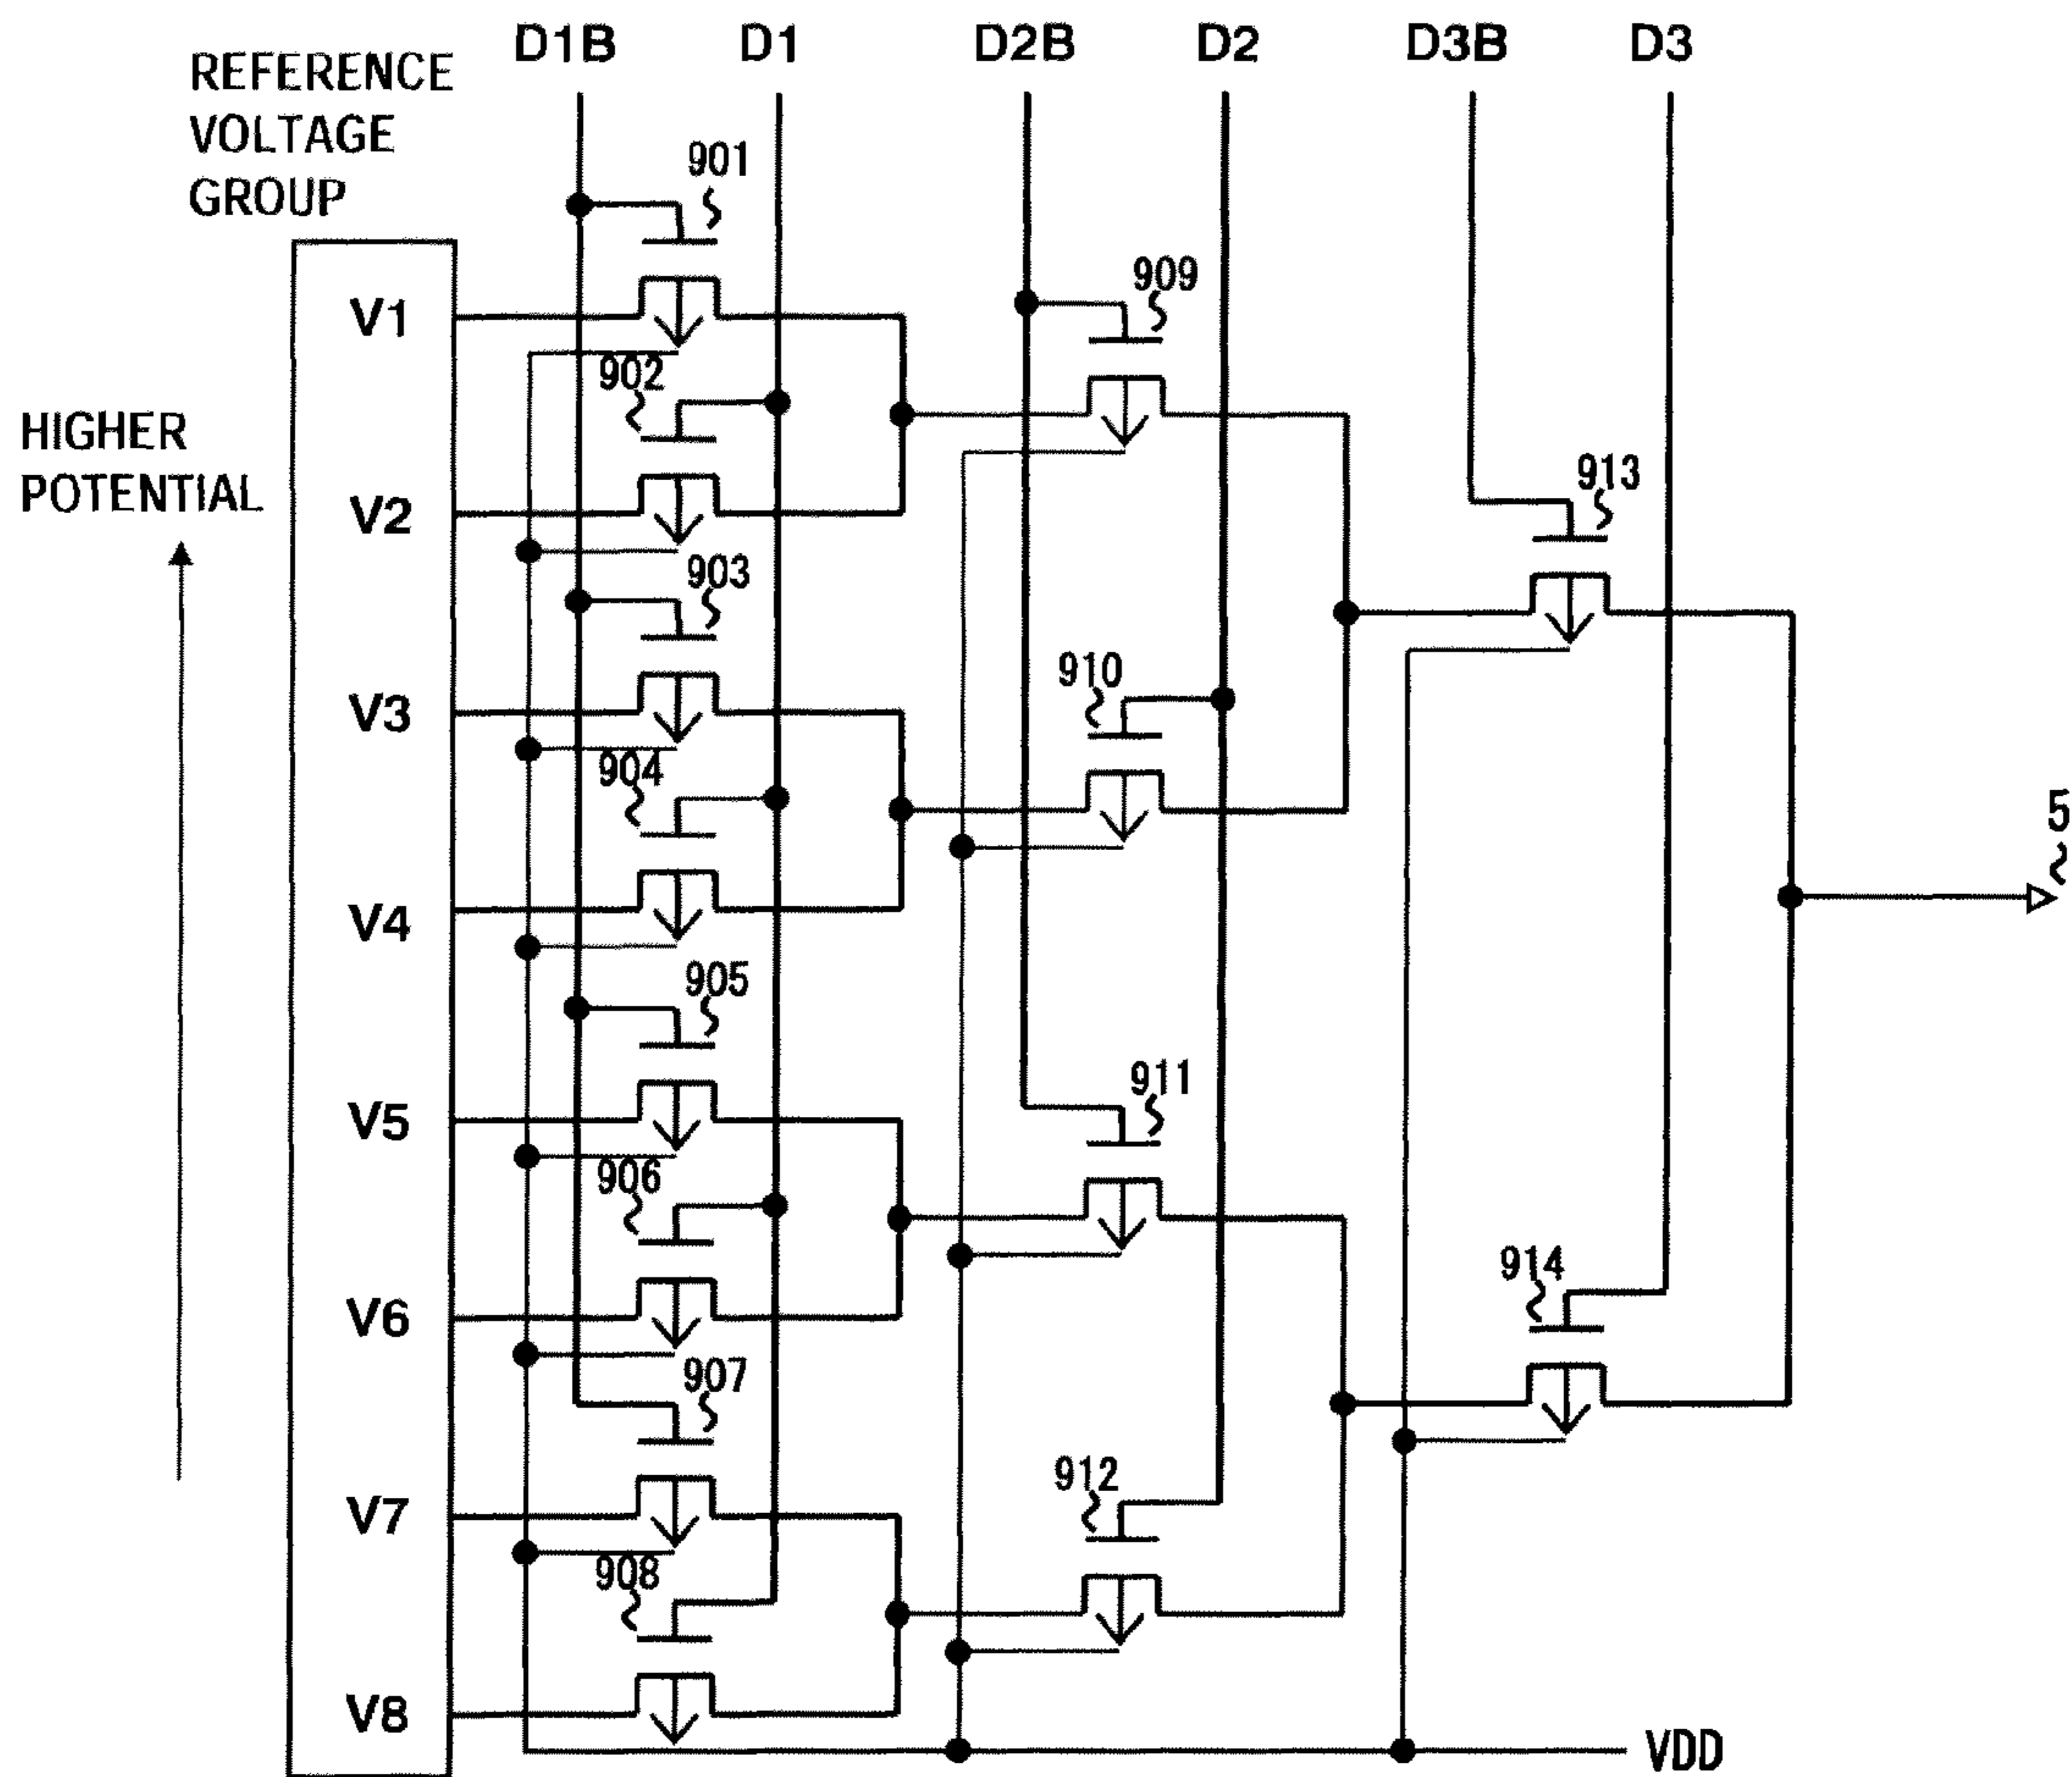 D1B D1 D2B D2 D3B D3
REFERENCE
VOLTAGE
GROUP
901
V1
909
902
HIGHER
POTENTIAL
V2
913
903
V3
910
904
V4
5
905
V5
911
906
V6
914
907
V7
912
908
V8
VDD